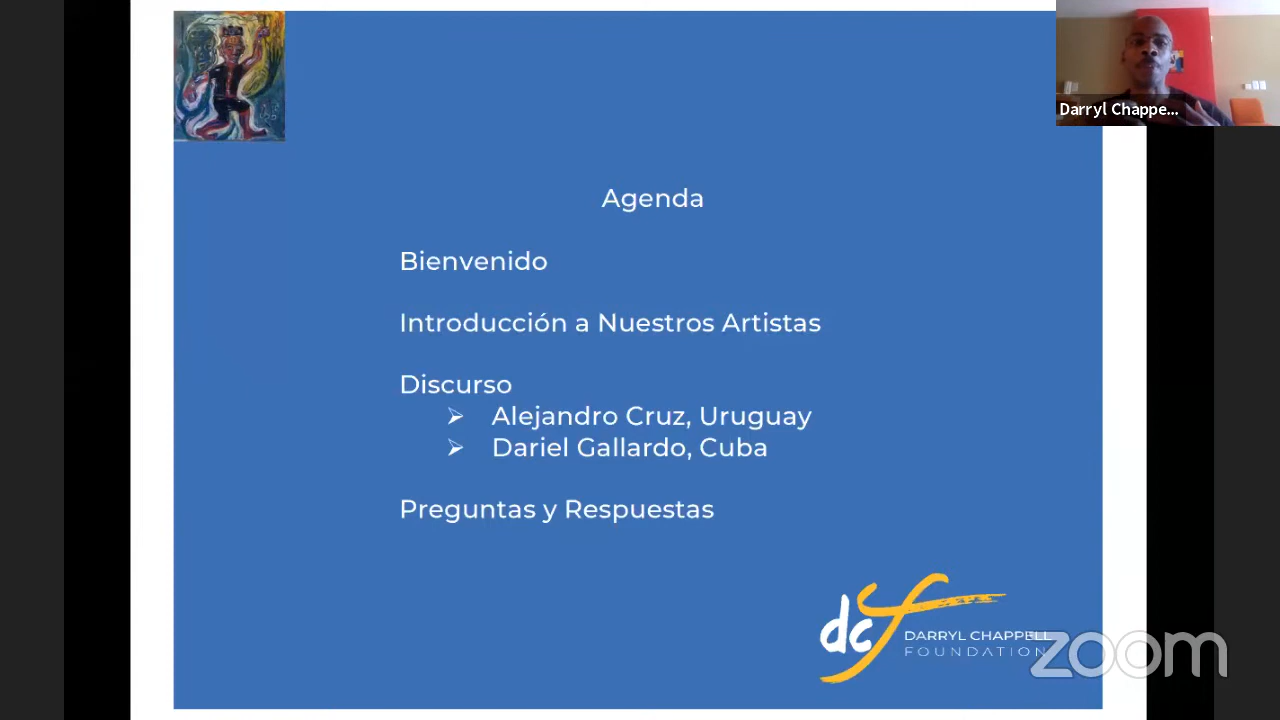 Darryl Chappe...
Agenda
Bienvenido
Introducción a Nuestros Artistas
Discurso
Alejandro Cruz, Uruguay
Dariel Gallardo, Cuba
Preguntas y Respuestas
dcf
DARRYL CHAPPELL
FOUNDATION
zoom